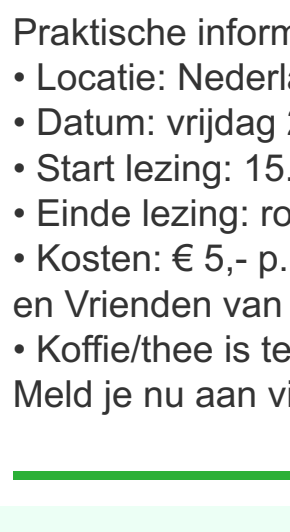 Praktische inform
• Locatie: Nederl
• Datum: vrijdag
• Start lezing: 15.
• Einde lezing: ro
• Kosten: € 5,- p.
en Vrienden van
• Koffie/thee is te
Meld je nu aan vi